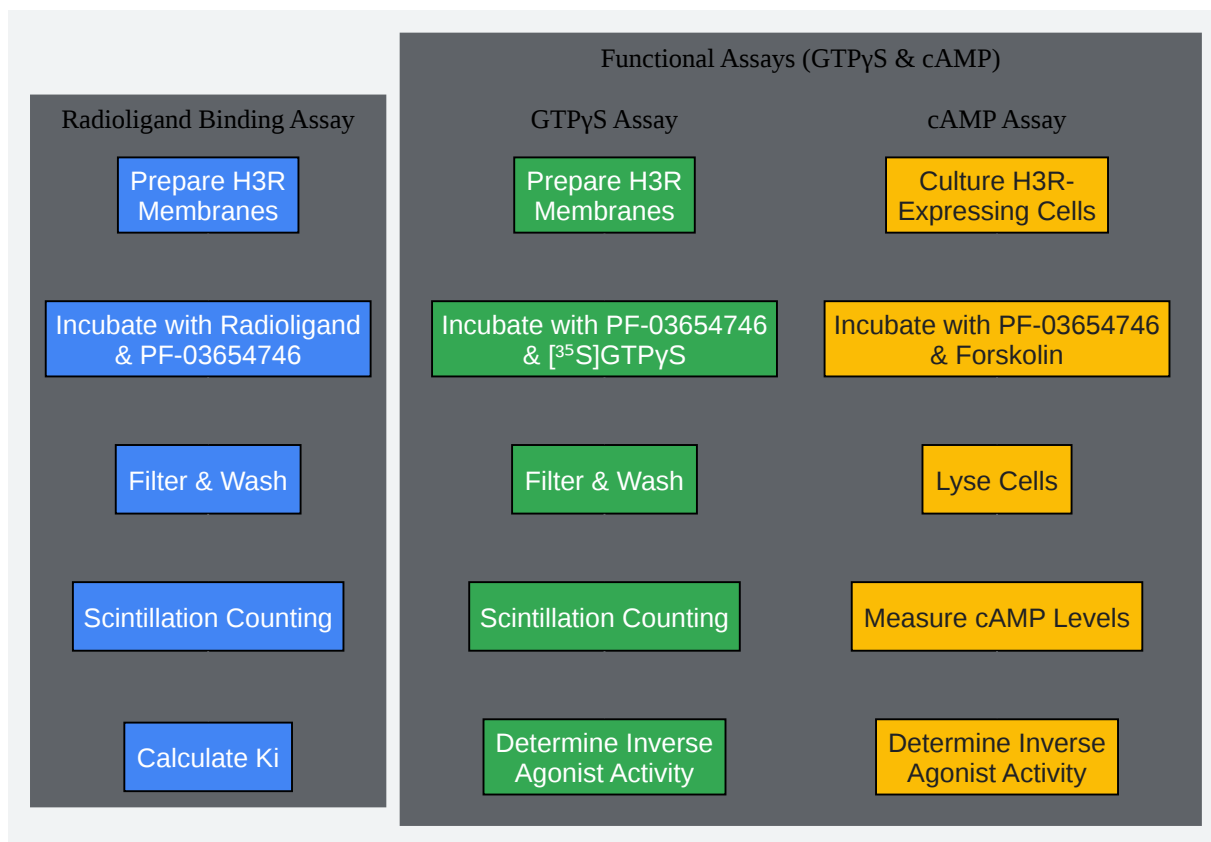 Functional Assays (GTPγS & cAMP)
Radioligand Binding Assay
Prepare H3R
Membranes
Incubate with Radioligand
& PF-03654746
Filter & Wash
Scintillation Counting
Calculate Ki
GTPγS Assay
Prepare H3R
Membranes
Incubate with PF-03654746
& [³⁵S]GTPγS
Filter & Wash
Scintillation Counting
Determine Inverse
Agonist Activity
cAMP Assay
Culture H3R-
Expressing Cells
Incubate with PF-03654746
& Forskolin
Lyse Cells
Measure cAMP Levels
Determine Inverse
Agonist Activity